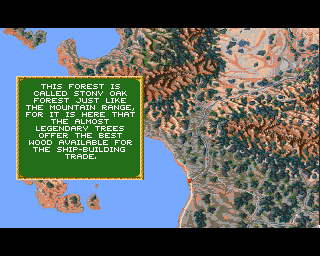 THIS FOREST IS
CALLED STONY OAK
FOREST JUST LIKE
THE MOUNTAIN RANGE,
FOR IT IS HERE THAT
THE ALMOST
LEGENDARY TREES
OFFER THE BEST
WOOD AVAILABLE FOR
THE SHIP-BUILDING
TRADE.